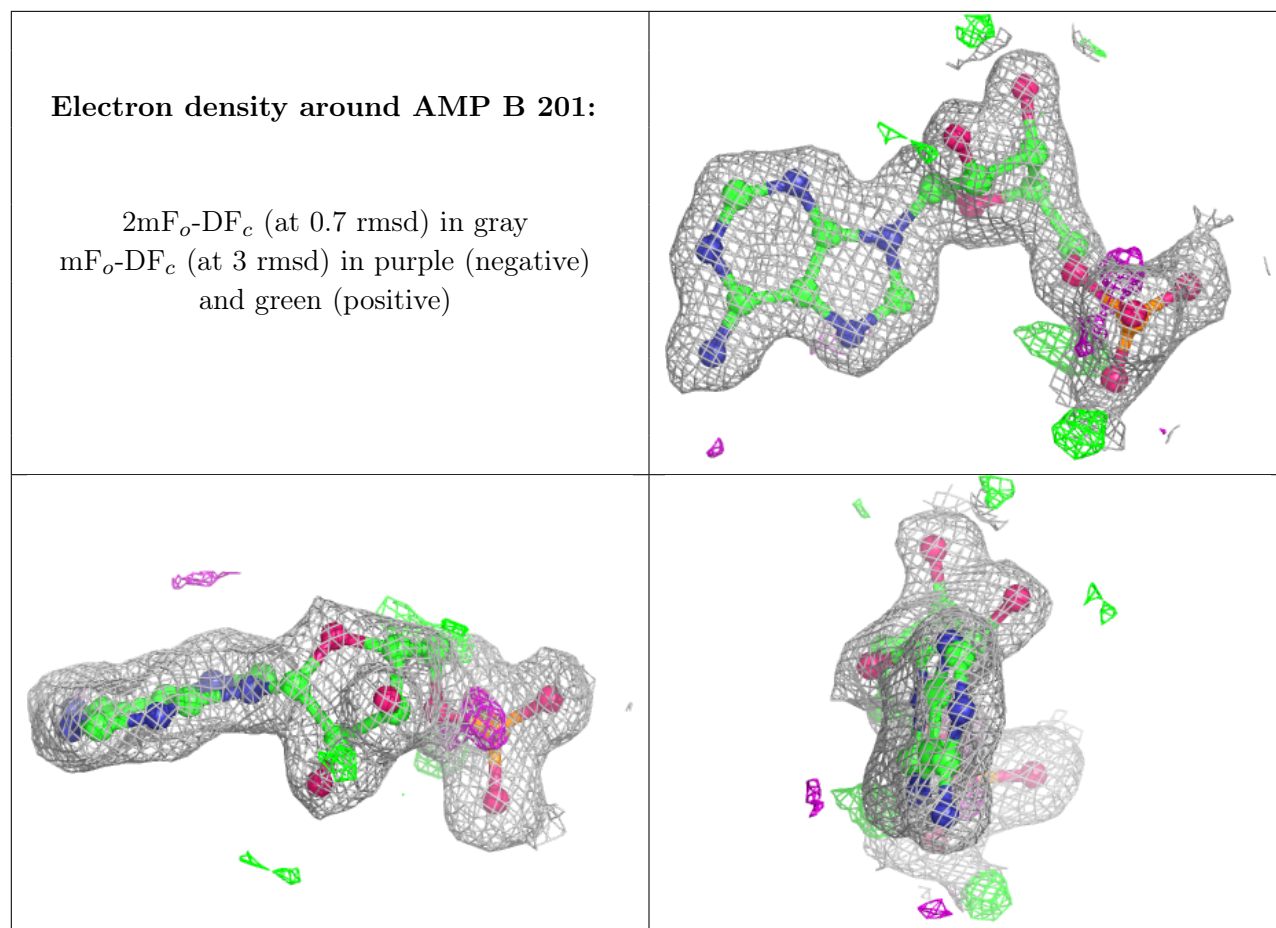 Electron density around AMP B 201:
2mFₒ-DF𝒸 (at 0.7 rmsd) in gray
mFₒ-DF𝒸 (at 3 rmsd) in purple (negative)
and green (positive)